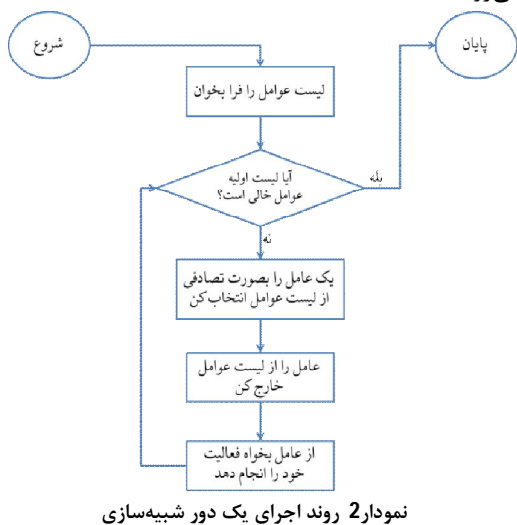 شروع
پایان
لیست عوامل را فرا بخوان
آیا لیست اولیه
عوامل خالی است؟
بله
نه
یک عامل را بصورت تصادفی
از لیست عوامل انتخاب کن
عامل را از لیست عوامل
خارج کن
از عامل بخواه فعالیت
خود را انجام دهد
نمودار2 روند اجرای یک دور شبیه‌سازی